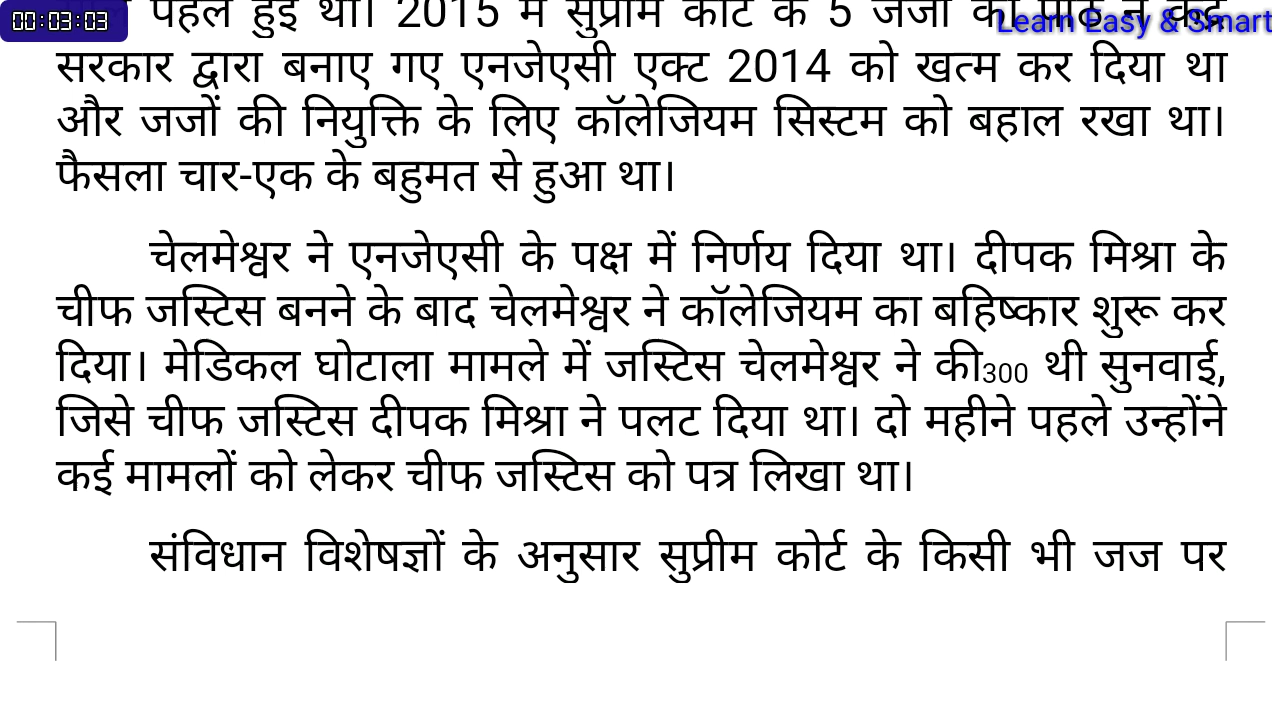 00:03:03
Learn Easy & Smart
पहले हुई थी। 2015 में सुप्रीम कोर्ट के 5 जजों की पीठ ने केंद्र
सरकार द्वारा बनाए गए एनजेएसी एक्ट 2014 को खत्म कर दिया था
और जजों की नियुक्ति के लिए कॉलेजियम सिस्टम को बहाल रखा था।
फैसला चार-एक के बहुमत से हुआ था।
चेलमेश्वर ने एनजेएसी के पक्ष में निर्णय दिया था। दीपक मिश्रा के
चीफ जस्टिस बनने के बाद चेलमेश्वर ने कॉलेजियम का बहिष्कार शुरू कर
दिया। मेडिकल घोटाला मामले में जस्टिस चेलमेश्वर ने की300 थी सुनवाई,
जिसे चीफ जस्टिस दीपक मिश्रा ने पलट दिया था। दो महीने पहले उन्होंने
कई मामलों को लेकर चीफ जस्टिस को पत्र लिखा था।
संविधान विशेषज्ञों के अनुसार सुप्रीम कोर्ट के किसी भी जज पर